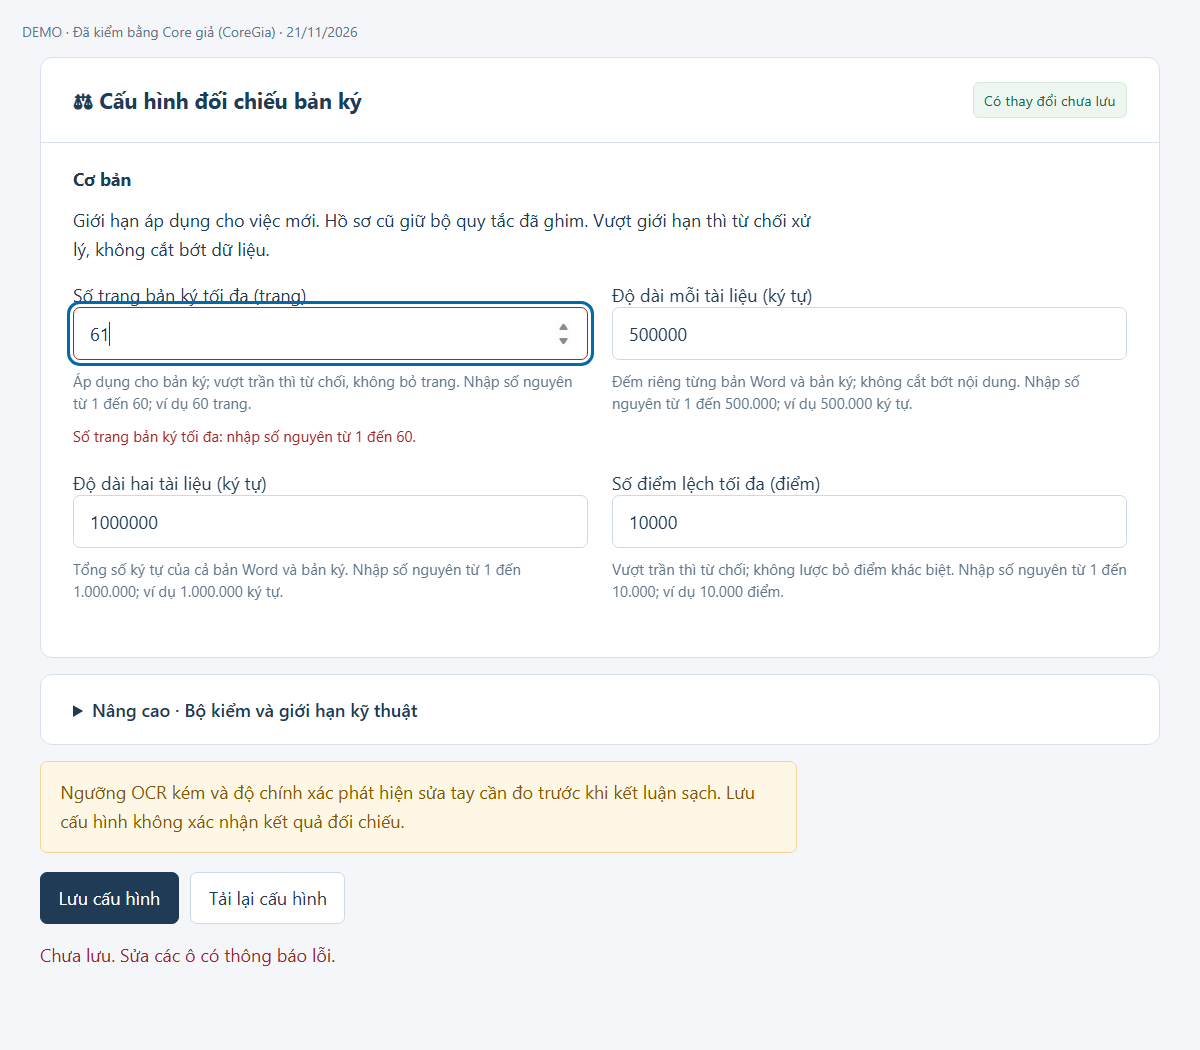 DEMO · Đã kiểm bằng Core giả (CoreGia) · 21/11/2026
Cấu hình đối chiếu bản ký
Có thay đổi chưa lưu
Cơ bản
Giới hạn áp dụng cho việc mới. Hồ sơ cũ giữ bộ quy tắc đã ghim. Vượt giới hạn thì từ chối xử
lý, không cắt bớt dữ liệu.
Số trang bản ký tối đa (trang)
61
Áp dụng cho bản ký; vượt trần thì từ chối, không bỏ trang. Nhập số nguyên
từ 1 đến 60; ví dụ 60 trang.
Số trang bản ký tối đa: nhập số nguyên từ 1 đến 60.
Độ dài mỗi tài liệu (ký tự)
500000
Đếm riêng từng bản Word và bản ký; không cắt bớt nội dung. Nhập số
nguyên từ 1 đến 500.000; ví dụ 500.000 ký tự.
Độ dài hai tài liệu (ký tự)
1000000
Tổng số ký tự của cả bản Word và bản ký. Nhập số nguyên từ 1 đến
1.000.000; ví dụ 1.000.000 ký tự.
Số điểm lệch tối đa (điểm)
10000
Vượt trần thì từ chối; không lược bỏ điểm khác biệt. Nhập số nguyên từ 1 đến
10.000; ví dụ 10.000 điểm.
Nâng cao · Bộ kiểm và giới hạn kỹ thuật
Ngưỡng OCR kém và độ chính xác phát hiện sửa tay cần đo trước khi kết luận sạch. Lưu
cấu hình không xác nhận kết quả đối chiếu.
Lưu cấu hình
Tải lại cấu hình
Chưa lưu. Sửa các ô có thông báo lỗi.